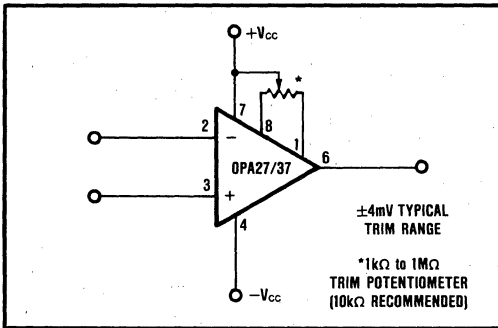 +VCC
*
7
8
2
−
1
OPA27/37
6
3
+
4
±4mV TYPICAL
TRIM RANGE
*1kΩ to 1MΩ
TRIM POTENTIOMETER
(10kΩ RECOMMENDED)
−VCC